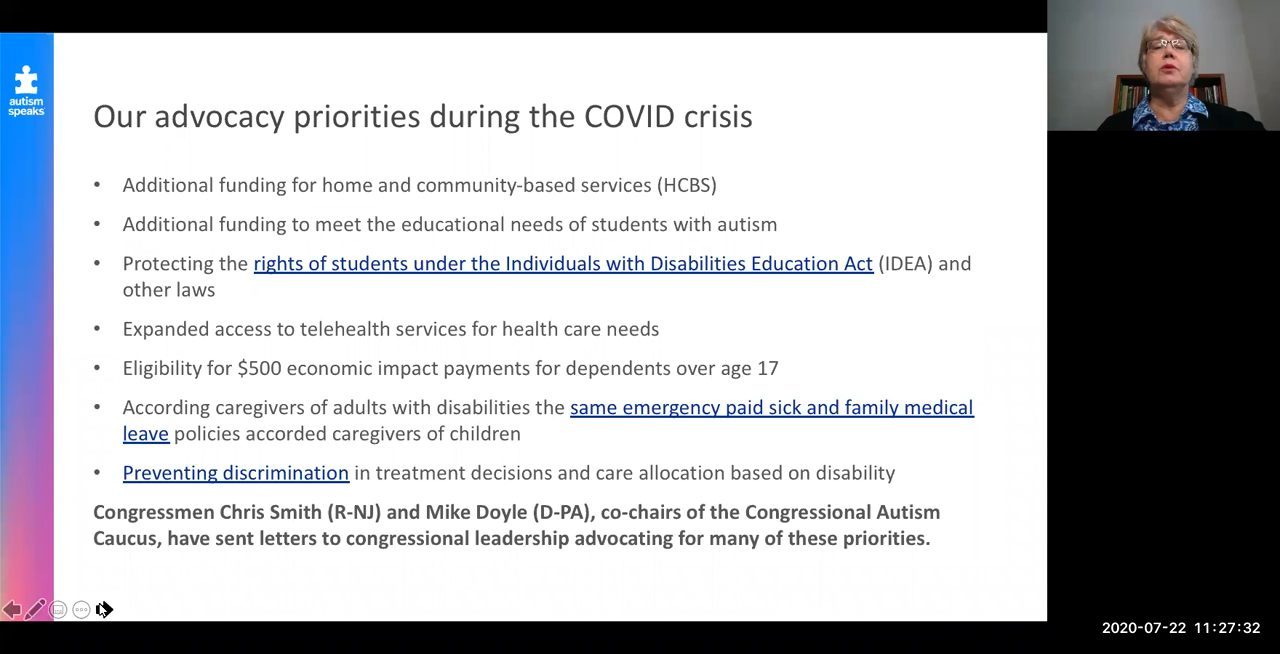 autism
speaks
Our advocacy priorities during the COVID crisis
• Additional funding for home and community-based services (HCBS)
• Additional funding to meet the educational needs of students with autism
• Protecting the rights of students under the Individuals with Disabilities Education Act (IDEA) and
other laws
• Expanded access to telehealth services for health care needs
• Eligibility for $500 economic impact payments for dependents over age 17
• According caregivers of adults with disabilities the same emergency paid sick and family medical
leave policies accorded caregivers of children
• Preventing discrimination in treatment decisions and care allocation based on disability
Congressmen Chris Smith (R-NJ) and Mike Doyle (D-PA), co-chairs of the Congressional Autism
Caucus, have sent letters to congressional leadership advocating for many of these priorities.
2020-07-22 11:27:32